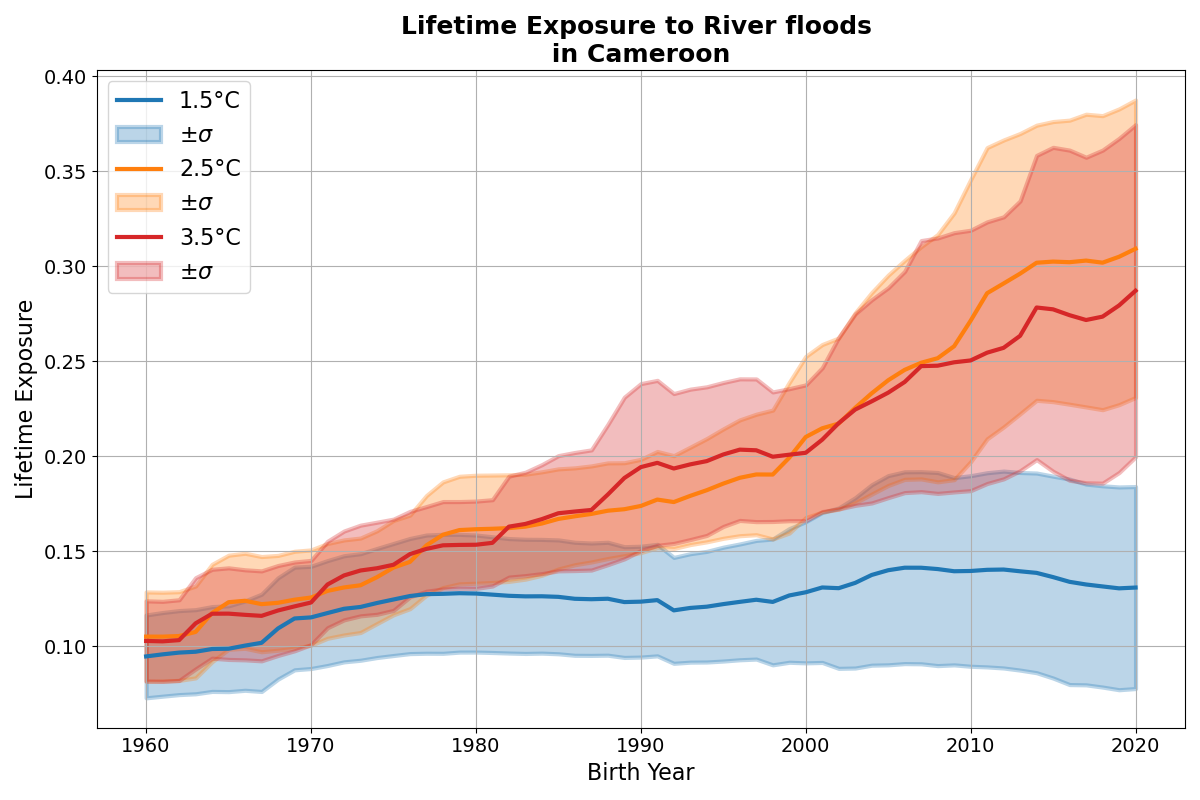 Lifetime Exposure to River floods
in Cameroon
Lifetime Exposure
0.40
0.35
0.30
0.25
0.20
0.15
0.10
1.5°C
±σ
2.5°C
±σ
3.5°C
±σ
1960 1970 1980 1990 2000 2010 2020
Birth Year